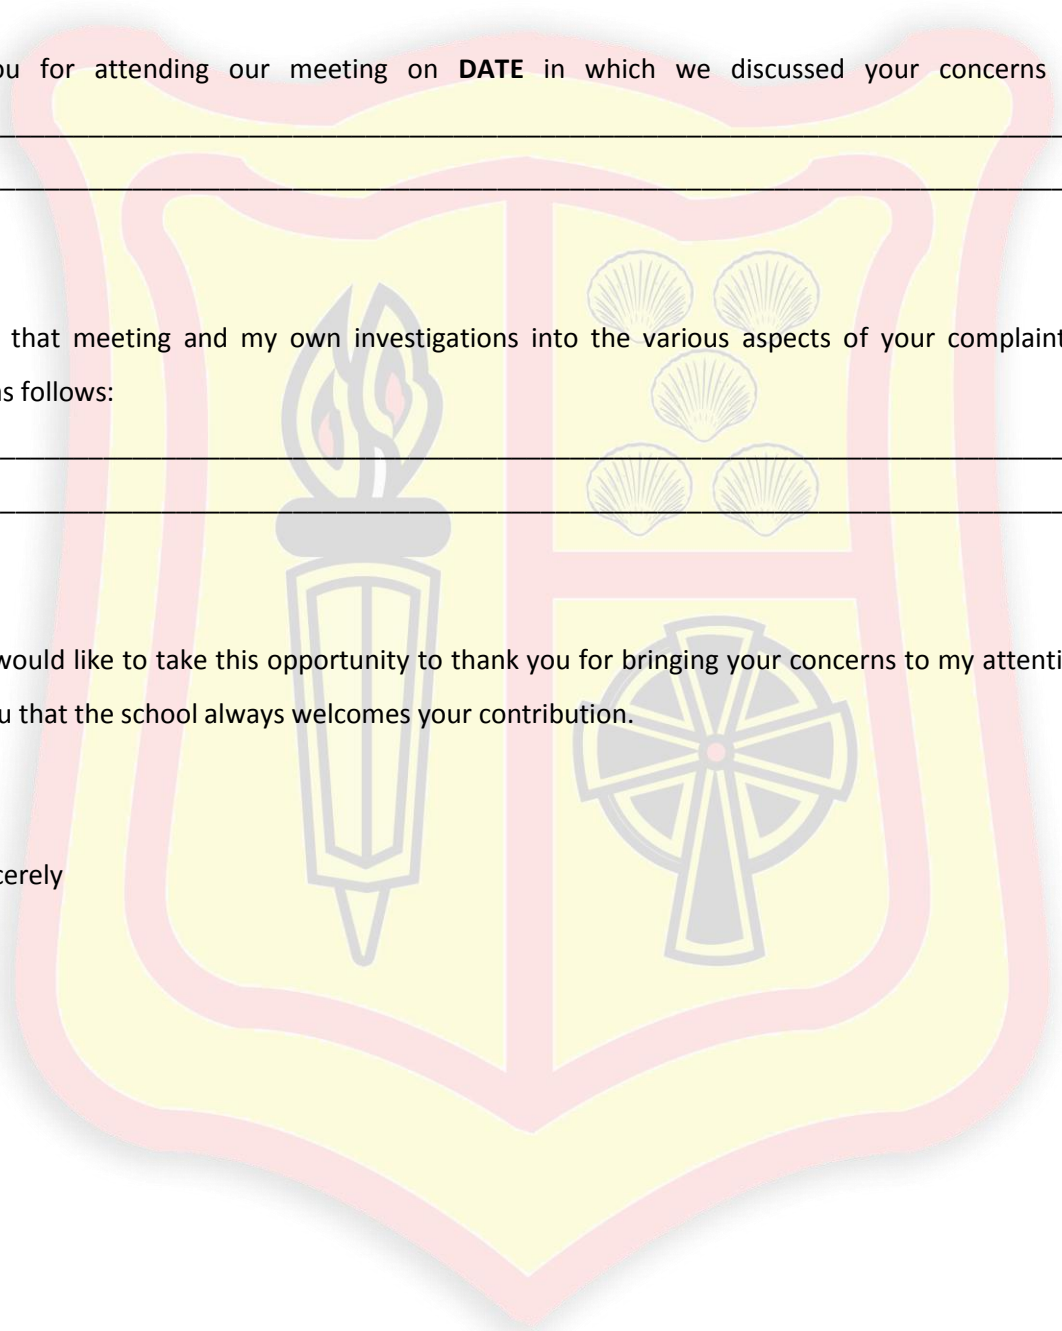 ou for attending our meeting on DATE in which we discussed your concerns
that meeting and my own investigations into the various aspects of your complaint
as follows:
would like to take this opportunity to thank you for bringing your concerns to my attenti
u that the school always welcomes your contribution.
cerely